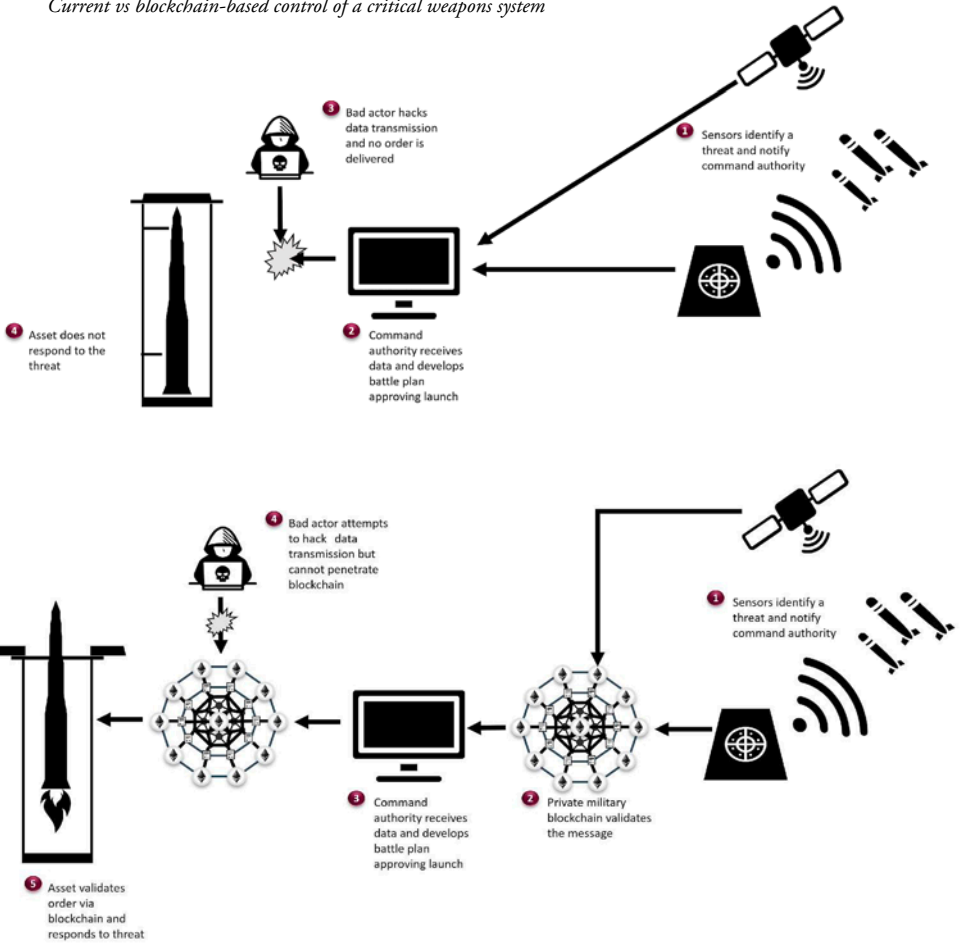 Current vs blockchain-based control of a critical weapons system
3 Bad actor hacks
data transmission
and no order is
delivered
1 Sensors identify a
threat and notify
command authority
4 Asset does not
respond to the
threat
2 Command
authority receives
data and develops
battle plan
approving launch
4 Bad actor attempts
to hack data
transmission but
cannot penetrate
blockchain
1 Sensors identify a
threat and notify
command authority
3 Command
authority receives
data and develops
battle plan
approving launch
2 Private military
blockchain validates
the message
5 Asset validates
order via
blockchain and
responds to threat